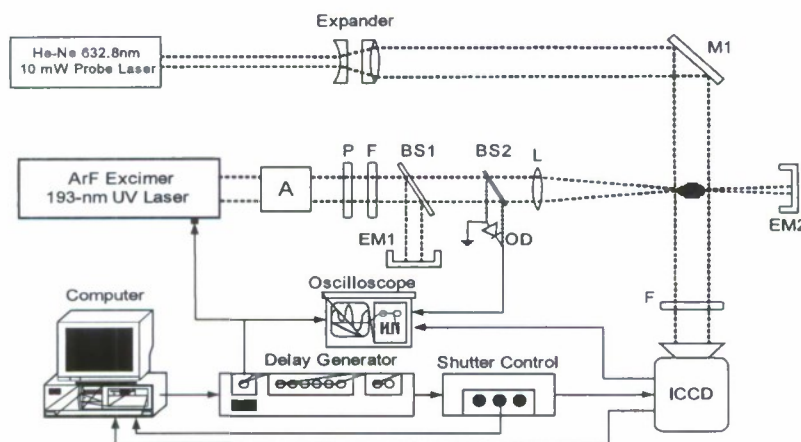 Expander
He-Ne 632.8nm
10 mW Probe Laser
M1
ArF Excimer
193-nm UV Laser
A
P
F
BS1
BS2
L
EM1
OD
EM2
Oscilloscope
Computer
F
Delay Generator
Shutter Control
ICCD